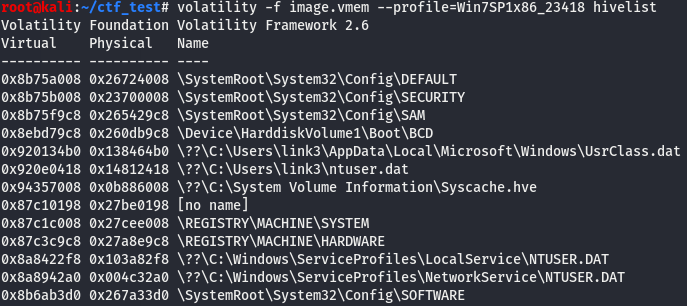 root@kali:~/ctf_test# volatility -f image.vmem --profile=Win7SP1x86_23418 hivelist
Volatility Foundation Volatility Framework 2.6
Virtual    Physical   Name
---------- ---------- ----
0x8b75a008 0x26724008 \SystemRoot\System32\Config\DEFAULT
0x8b75b008 0x23700008 \SystemRoot\System32\Config\SECURITY
0x8b75f9c8 0x265429c8 \SystemRoot\System32\Config\SAM
0x8ebd79c8 0x260db9c8 \Device\HarddiskVolume1\Boot\BCD
0x920134b0 0x138464b0 \??\C:\Users\link3\AppData\Local\Microsoft\Windows\UsrClass.dat
0x920e0418 0x14812418 \??\C:\Users\link3\ntuser.dat
0x94357008 0x0b886008 \??\C:\System Volume Information\Syscache.hve
0x87c10198 0x27be0198 [no name]
0x87c1c008 0x27cee008 \REGISTRY\MACHINE\SYSTEM
0x87c3c9c8 0x27a8e9c8 \REGISTRY\MACHINE\HARDWARE
0x8a8422f8 0x103a82f8 \??\C:\Windows\ServiceProfiles\LocalService\NTUSER.DAT
0x8a8942a0 0x004c32a0 \??\C:\Windows\ServiceProfiles\NetworkService\NTUSER.DAT
0x8b6ab3d0 0x267a33d0 \SystemRoot\System32\Config\SOFTWARE